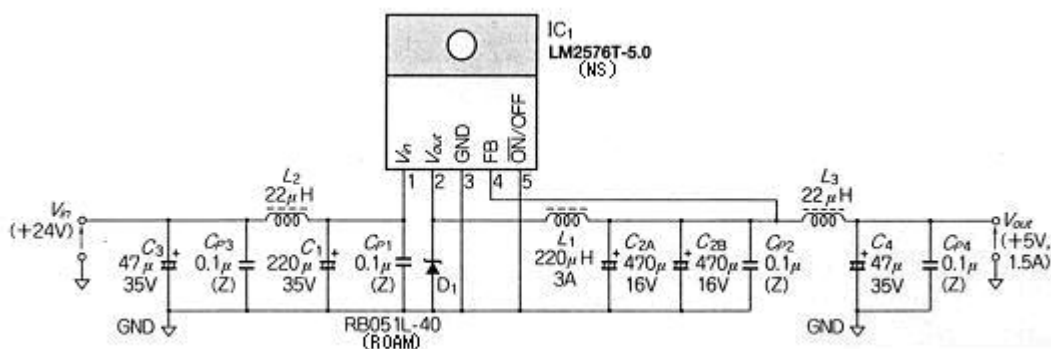 IC1
LM2576T-5.0
(NS)
Vin
Vout
GND
FB
ON/OFF
1
2
3
4
5
L2
22μH
L3
22μH
Vin
(+24V)
C3
47μ
35V
CP3
0.1μ
(Z)
C1
220μ
35V
CP1
0.1μ
(Z)
D1
L1
220μH
3A
C2A
470μ
16V
C2B
470μ
16V
CP2
0.1μ
(Z)
C4
47μ
35V
CP4
0.1μ
(Z)
Vout
(+5V,
1.5A)
GND
RB051L-40
(ROAM)
GND